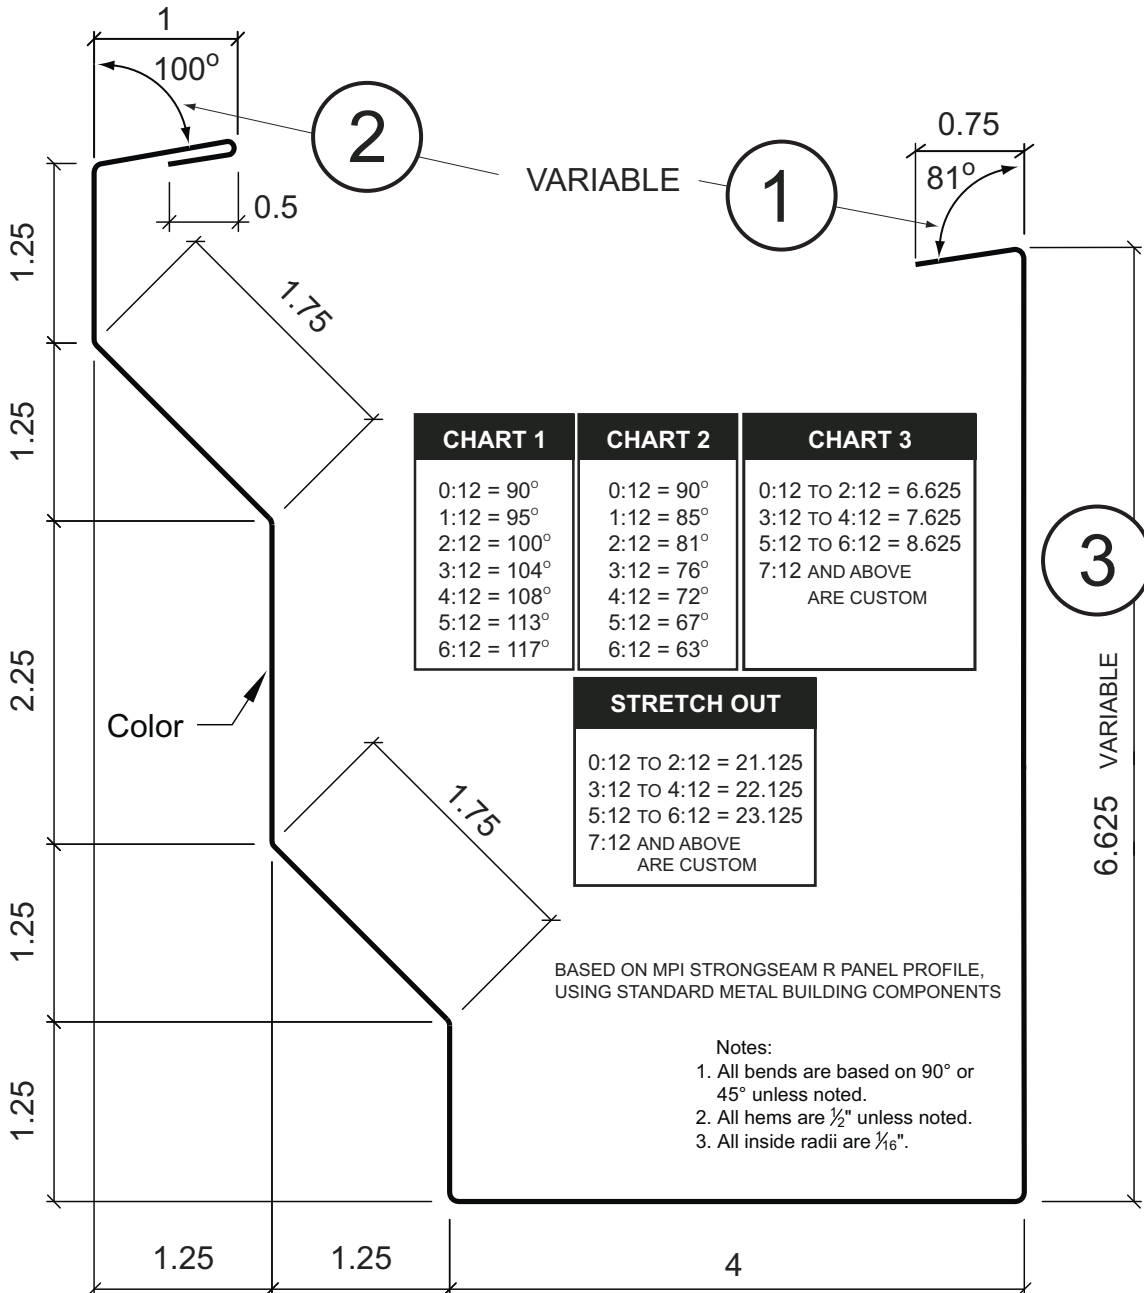 1
100°
2
VARIABLE
1
0.75
81°
0.5
1.25
1.75
1.25
CHART 1
0:12 = 90°
1:12 = 95°
2:12 = 100°
3:12 = 104°
4:12 = 108°
5:12 = 113°
6:12 = 117°
CHART 2
0:12 = 90°
1:12 = 85°
2:12 = 81°
3:12 = 76°
4:12 = 72°
5:12 = 67°
6:12 = 63°
CHART 3
0:12 TO 2:12 = 6.625
3:12 TO 4:12 = 7.625
5:12 TO 6:12 = 8.625
7:12 AND ABOVE
ARE CUSTOM
3
6.625 VARIABLE
2.25
Color
STRETCH OUT
0:12 TO 2:12 = 21.125
3:12 TO 4:12 = 22.125
5:12 TO 6:12 = 23.125
7:12 AND ABOVE
ARE CUSTOM
1.75
1.25
BASED ON MPI STRONGSEAM R PANEL PROFILE,
USING STANDARD METAL BUILDING COMPONENTS
Notes:
1. All bends are based on 90° or
45° unless noted.
2. All hems are ½" unless noted.
3. All inside radii are 1⁄16".
1.25
1.25
1.25
4